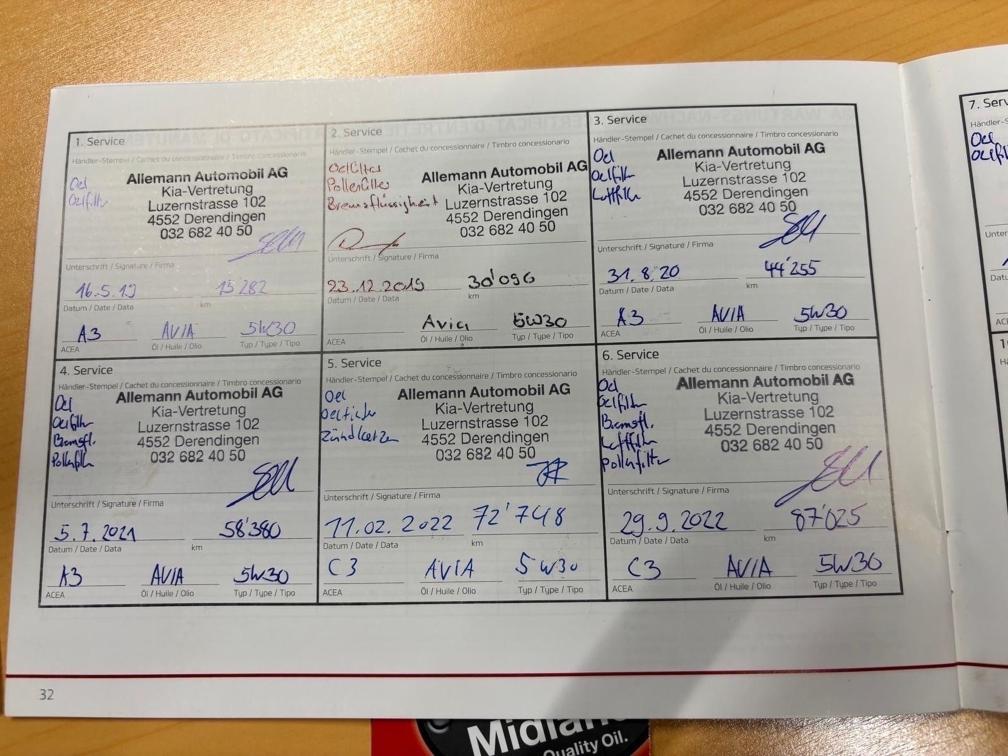 1. Service
Händler-Stempel / Cachet du concessionnaire / Timbro concessionario
Oel
Oelfilter
Allemann Automobil AG
Kia-Vertretung
Luzernstrasse 102
4552 Derendingen
032 682 40 50
Unterschrift / Signature / Firma
16.5.19 15282
Datum / Date / Data km
A3 AVIA 5W30
ACEA Öl / Huile / Olio Typ / Type / Tipo
2. Service
Händler-Stempel / Cachet du concessionnaire / Timbro concessionario
Oelfilter
Pollenfilter
Bremsflüssigkeit
Allemann Automobil AG
Kia-Vertretung
Luzernstrasse 102
4552 Derendingen
032 682 40 50
Unterschrift / Signature / Firma
23.12.2019 30'096
Datum / Date / Data km
Avia 5W30
ACEA Öl / Huile / Olio Typ / Type / Tipo
3. Service
Händler-Stempel / Cachet du concessionnaire / Timbro concessionario
Oel
Oelfilter
Luftfilter
Allemann Automobil AG
Kia-Vertretung
Luzernstrasse 102
4552 Derendingen
032 682 40 50
Unterschrift / Signature / Firma
31.8.20 44'255
Datum / Date / Data km
A3 AVIA 5W30
ACEA Öl / Huile / Olio Typ / Type / Tipo
4. Service
Händler-Stempel / Cachet du concessionnaire / Timbro concessionario
Oel
Oelfilter
Bremsfl.
Pollenfilter
Allemann Automobil AG
Kia-Vertretung
Luzernstrasse 102
4552 Derendingen
032 682 40 50
Unterschrift / Signature / Firma
5.7.2021 58'380
Datum / Date / Data km
A3 AVIA 5W30
ACEA Öl / Huile / Olio Typ / Type / Tipo
5. Service
Händler-Stempel / Cachet du concessionnaire / Timbro concessionario
Oel
Oelfilter
Zündkerzen
Allemann Automobil AG
Kia-Vertretung
Luzernstrasse 102
4552 Derendingen
032 682 40 50
Unterschrift / Signature / Firma
11.02.2022 72'748
Datum / Date / Data km
C3 AVIA 5W30
ACEA Öl / Huile / Olio Typ / Type / Tipo
6. Service
Händler-Stempel / Cachet du concessionnaire / Timbro concessionario
Oel
Oelfilter
Bremsfl.
Luftfilter
Pollenfilter
Allemann Automobil AG
Kia-Vertretung
Luzernstrasse 102
4552 Derendingen
032 682 40 50
Unterschrift / Signature / Firma
29.9.2022 87'025
Datum / Date / Data km
C3 AVIA 5W30
ACEA Öl / Huile / Olio Typ / Type / Tipo
32
7. Serv
Oel
Quality Oil.